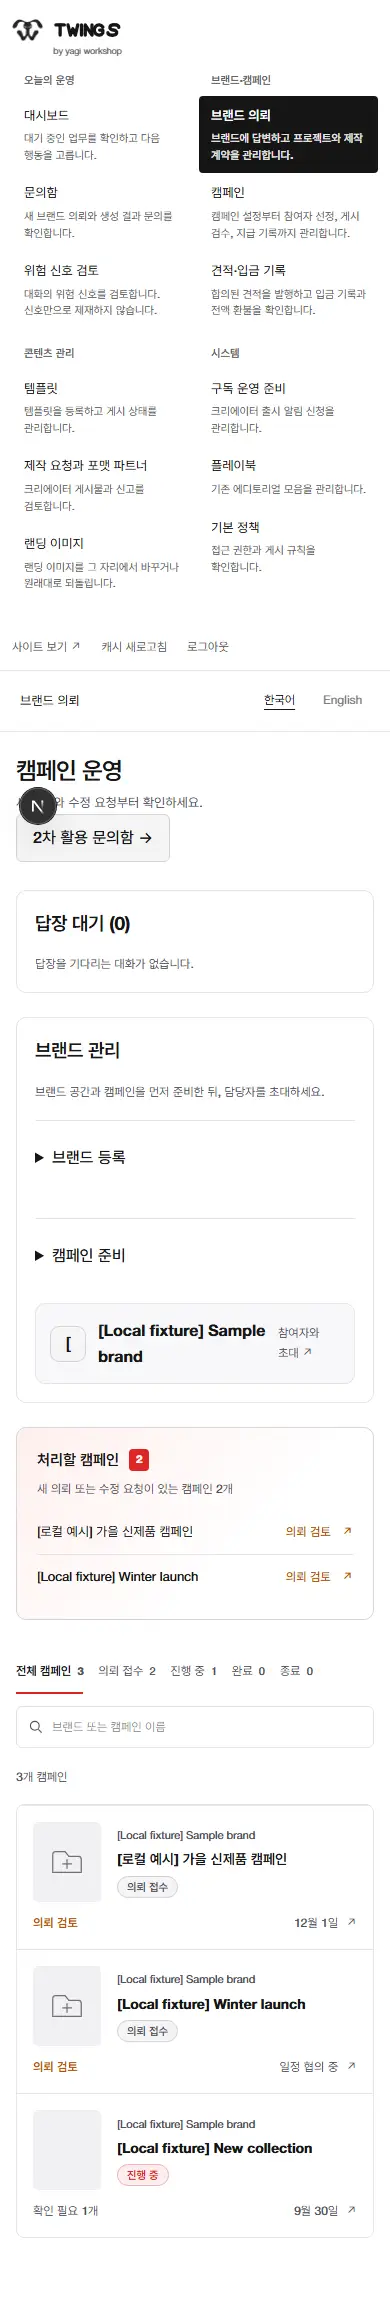 TWINGS
by yagi workshop
오늘의 운영
대시보드
대기 중인 업무를 확인하고 다음
행동을 고릅니다.
문의함
새 브랜드 의뢰와 생성 결과 문의를
확인합니다.
위험 신호 검토
대화의 위험 신호를 검토합니다.
신호만으로 제재하지 않습니다.
브랜드·캠페인
브랜드 의뢰
브랜드에 답변하고 프로젝트와 제작
계약을 관리합니다.
캠페인
캠페인 설정부터 참여자 선정, 게시
검수, 지급 기록까지 관리합니다.
견적·입금 기록
합의된 견적을 발행하고 입금 기록과
전액 환불을 확인합니다.
콘텐츠 관리
템플릿
템플릿을 등록하고 게시 상태를
관리합니다.
제작 요청과 포맷 파트너
크리에이터 게시물과 신고를
검토합니다.
랜딩 이미지
랜딩 이미지를 그 자리에서 바꾸거나
원래대로 되돌립니다.
시스템
구독 운영 준비
크리에이터 출시 알림 신청을
관리합니다.
플레이북
기존 에디토리얼 모음을 관리합니다.
기본 정책
접근 권한과 게시 규칙을
확인합니다.
사이트 보기 ↗ 캐시 새로고침 로그아웃
브랜드 의뢰 한국어 English
캠페인 운영
와 수정 요청부터 확인하세요.
N
2차 활용 문의함 →
답장 대기 (0)
답장을 기다리는 대화가 없습니다.
브랜드 관리
브랜드 공간과 캠페인을 먼저 준비한 뒤, 담당자를 초대하세요.
▶ 브랜드 등록
▶ 캠페인 준비
[
[Local fixture] Sample
brand
참여자와
초대 ↗
처리할 캠페인 2
새 의뢰 또는 수정 요청이 있는 캠페인 2개
[로컬 예시] 가을 신제품 캠페인 의뢰 검토 ↗
[Local fixture] Winter launch 의뢰 검토 ↗
전체 캠페인 3 의뢰 접수 2 진행 중 1 완료 0 종료 0
브랜드 또는 캠페인 이름
3개 캠페인
[Local fixture] Sample brand
[로컬 예시] 가을 신제품 캠페인
의뢰 접수
의뢰 검토 12월 1일 ↗
[Local fixture] Sample brand
[Local fixture] Winter launch
의뢰 접수
의뢰 검토 일정 협의 중 ↗
[Local fixture] Sample brand
[Local fixture] New collection
진행 중
확인 필요 1개 9월 30일 ↗